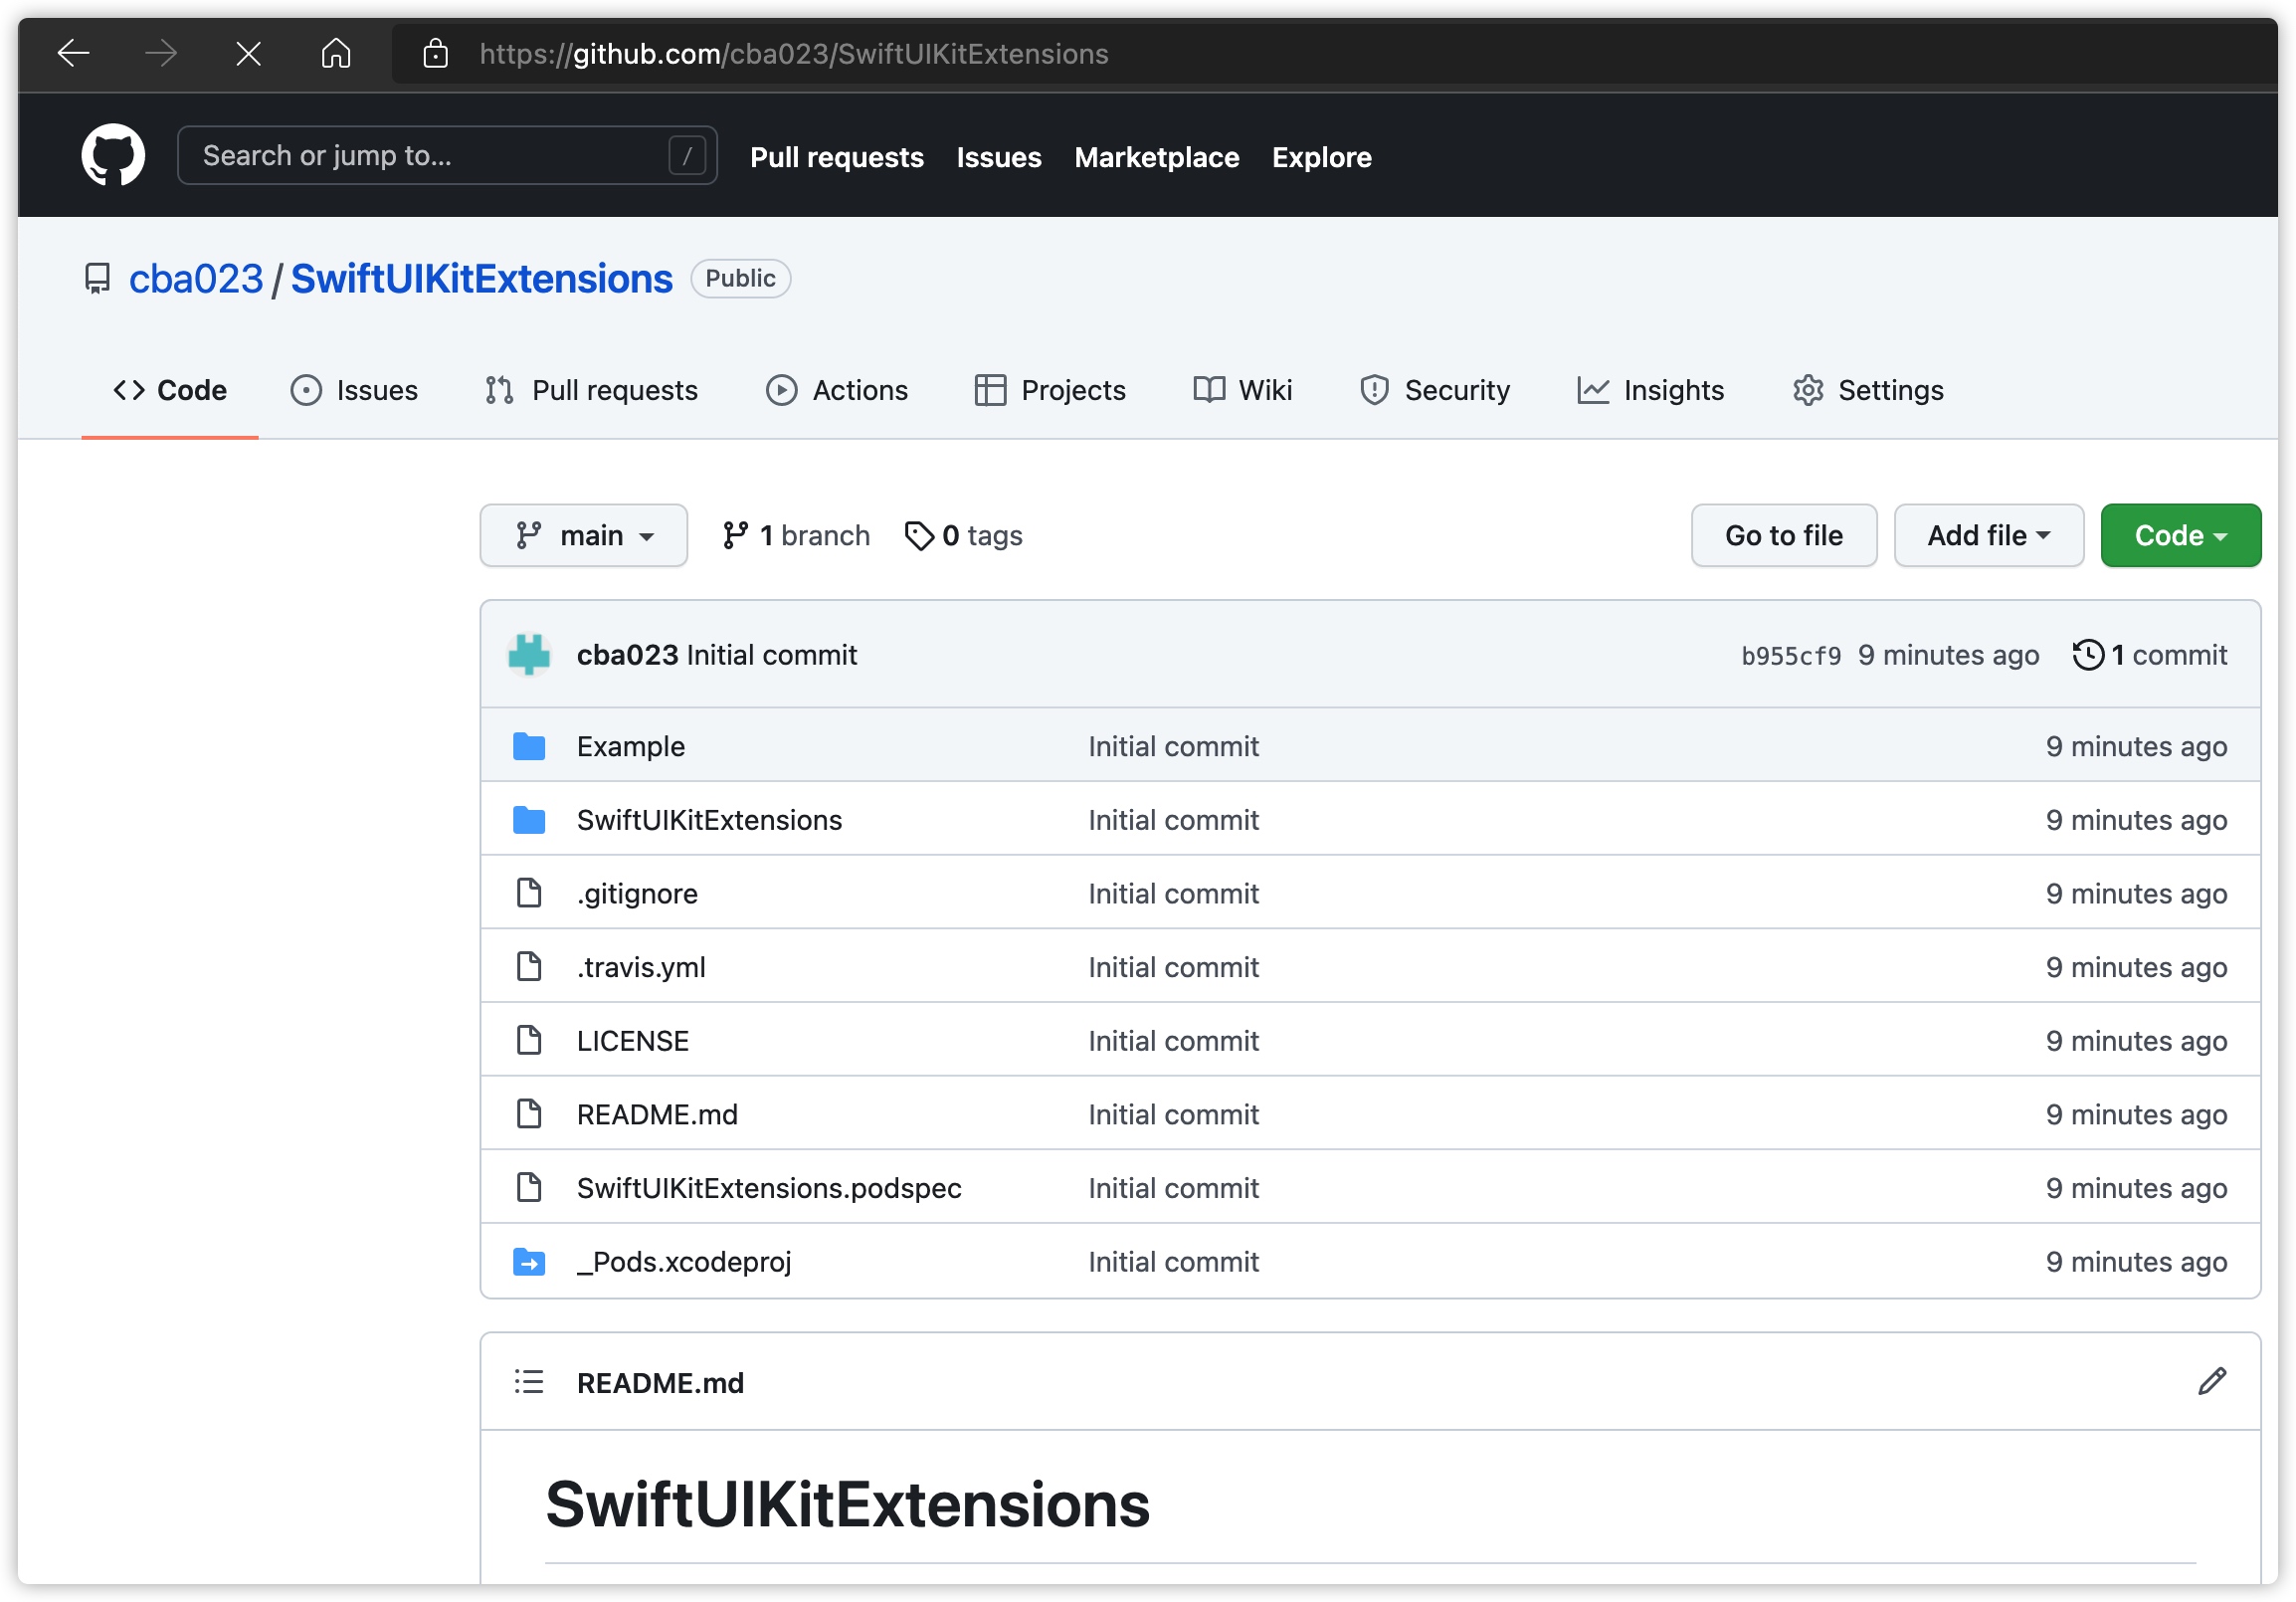 https://github.com/cba023/SwiftUIKitExtensions
Search or jump to... / Pull requests Issues Marketplace Explore
cba023 / SwiftUIKitExtensions Public
Code Issues Pull requests Actions Projects Wiki Security Insights Settings
main 1 branch 0 tags Go to file Add file Code
cba023 Initial commit b955cf9 9 minutes ago 1 commit
Example Initial commit 9 minutes ago
SwiftUIKitExtensions Initial commit 9 minutes ago
.gitignore Initial commit 9 minutes ago
.travis.yml Initial commit 9 minutes ago
LICENSE Initial commit 9 minutes ago
README.md Initial commit 9 minutes ago
SwiftUIKitExtensions.podspec Initial commit 9 minutes ago
_Pods.xcodeproj Initial commit 9 minutes ago
README.md
SwiftUIKitExtensions